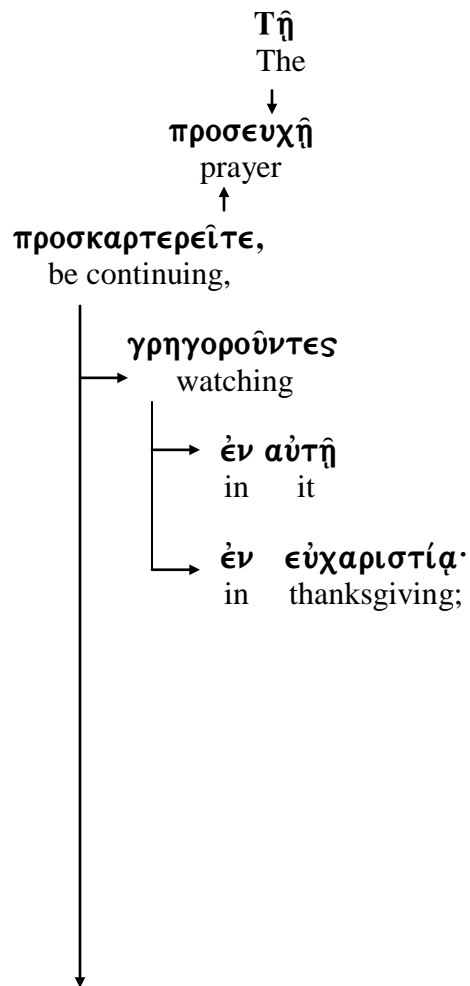 Τῇ
The
προσευχῇ
prayer
προσκαρτερεῖτε,
be continuing,
γρηγοροῦντες
watching
ἐν αὐτῇ
in it
ἐν εὐχαριστίᾳ·
in thanksgiving;